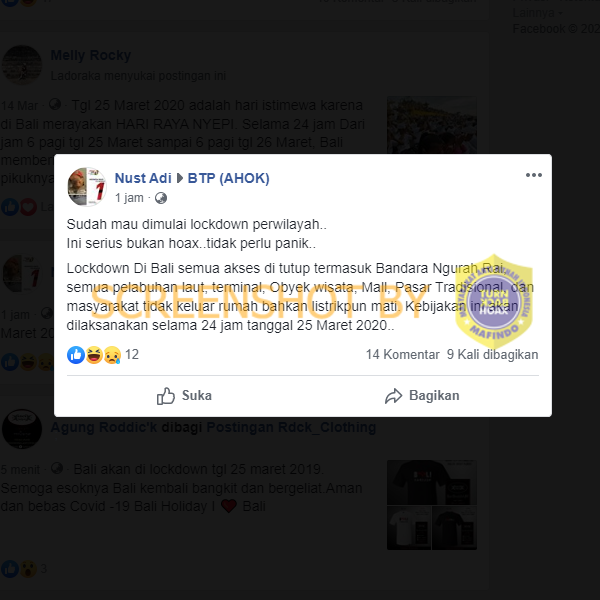 Kali dibagikan
Lainnya
Facebook © 202
Melly Rocky
Ladoraka menyukai postingan ini
14 Mar
Tgl 25 Maret 2020 adalah hari istimewa karena
di Bali merayakan HARI RAYA NYEPI. Selama 24 jam Dari
jam 6 pagi tgl 25 Maret sampai 6 pagi tgl 26 Maret, Bali
member
pikuknya
Nust Adi BTP (AHOK)
1 jam
Sudah mau dimulai lockdown perwilayah..
Ini serius bukan hoax..tidak perlu panik..
Lockdown Di Bali semua akses di tutup termasuk Bandara Ngurah Rai,
semua pelabuhan laut, terminal, Obyek wisata, Mall, Pasar Tradisional, dan
masyarakat tidak keluar rumah bahkan listrikpun mati. Kebijakan ini akan
dilaksanakan selama 24 jam tanggal 25 Maret 2020..
SCREENSHOT BY
TURN
BACK
HOAX
MAFINDO
12
14 Komentar 9 Kali dibagikan
Suka
Bagikan
1 jam
Maret 20
Agung Roddic'k dibagi Postingan Rdck_Clothing
5 menit
Bali akan di lockdown tgl 25 maret 2019.
Semoga esoknya Bali kembali bangkit dan bergeliat.Aman
dan bebas Covid -19 Bali Holiday I ❤ Bali
3